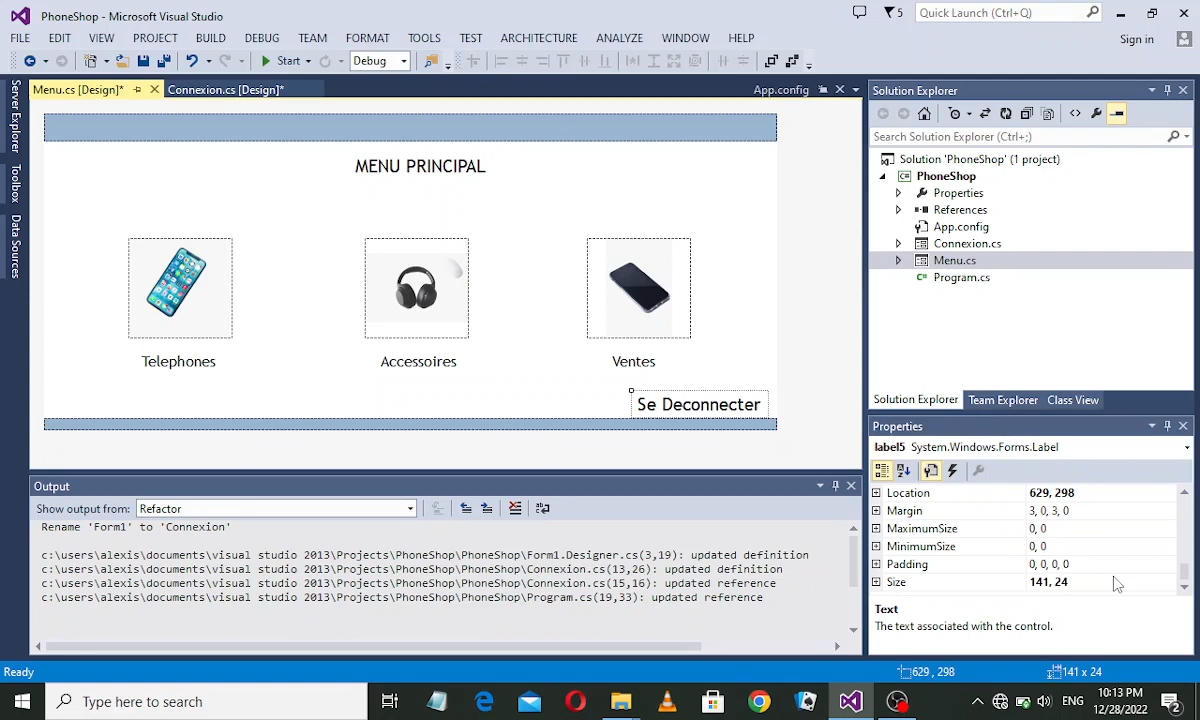 PhoneShop - Microsoft Visual Studio
5
Quick Launch (Ctrl+Q)
FILE EDIT VIEW PROJECT BUILD DEBUG TEAM FORMAT TOOLS TEST ARCHITECTURE ANALYZE WINDOW HELP
Sign in
Start Debug
Server Explorer
Toolbox
Data Sources
Menu.cs [Design]* Connexion.cs [Design]* App.config
MENU PRINCIPAL
Telephones Accessoires Ventes
Se Deconnecter
Output
Show output from: Refactor
Rename 'Form1' to 'Connexion'
c:\users\alexis\documents\visual studio 2013\Projects\PhoneShop\PhoneShop\Form1.Designer.cs(3,19): updated definition
c:\users\alexis\documents\visual studio 2013\Projects\PhoneShop\PhoneShop\Connexion.cs(13,26): updated definition
c:\users\alexis\documents\visual studio 2013\Projects\PhoneShop\PhoneShop\Connexion.cs(15,16): updated reference
c:\users\alexis\documents\visual studio 2013\Projects\PhoneShop\PhoneShop\Program.cs(19,33): updated reference
Solution Explorer
Search Solution Explorer (Ctrl+;)
Solution 'PhoneShop' (1 project)
PhoneShop
Properties
References
App.config
Connexion.cs
Menu.cs
Program.cs
Solution Explorer Team Explorer Class View
Properties
label5 System.Windows.Forms.Label
Location 629, 298
Margin 3, 0, 3, 0
MaximumSize 0, 0
MinimumSize 0, 0
Padding 0, 0, 0, 0
Size 141, 24
Text
The text associated with the control.
Ready 629 , 298 141 x 24
Type here to search
ENG
10:13 PM
12/28/2022
2